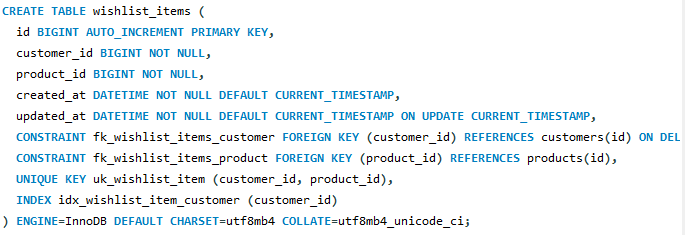 CREATE TABLE wishlist_items (
id BIGINT AUTO_INCREMENT PRIMARY KEY,
customer_id BIGINT NOT NULL,
product_id BIGINT NOT NULL,
created_at DATETIME NOT NULL DEFAULT CURRENT_TIMESTAMP,
updated_at DATETIME NOT NULL DEFAULT CURRENT_TIMESTAMP ON UPDATE CURRENT_TIMESTAMP,
CONSTRAINT fk_wishlist_items_customer FOREIGN KEY (customer_id) REFERENCES customers(id) ON DEL
CONSTRAINT fk_wishlist_items_product FOREIGN KEY (product_id) REFERENCES products(id),
UNIQUE KEY uk_wishlist_item (customer_id, product_id),
INDEX idx_wishlist_item_customer (customer_id)
) ENGINE=InnoDB DEFAULT CHARSET=utf8mb4 COLLATE=utf8mb4_unicode_ci;